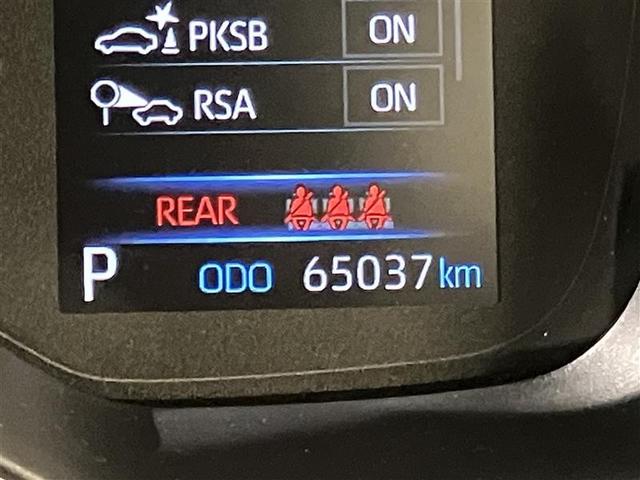 PKSB ON
RSA ON
REAR
P ODO 65037 km